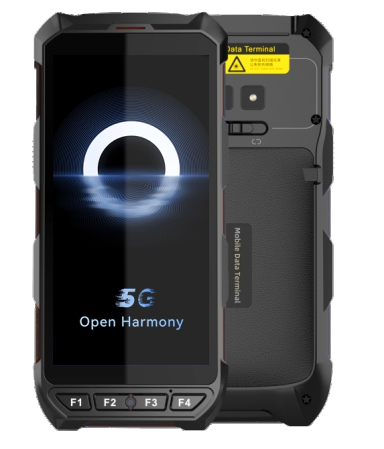 5G
Open Harmony
F1 F2 F3 F4
Data Terminal
Mobile Data Terminal